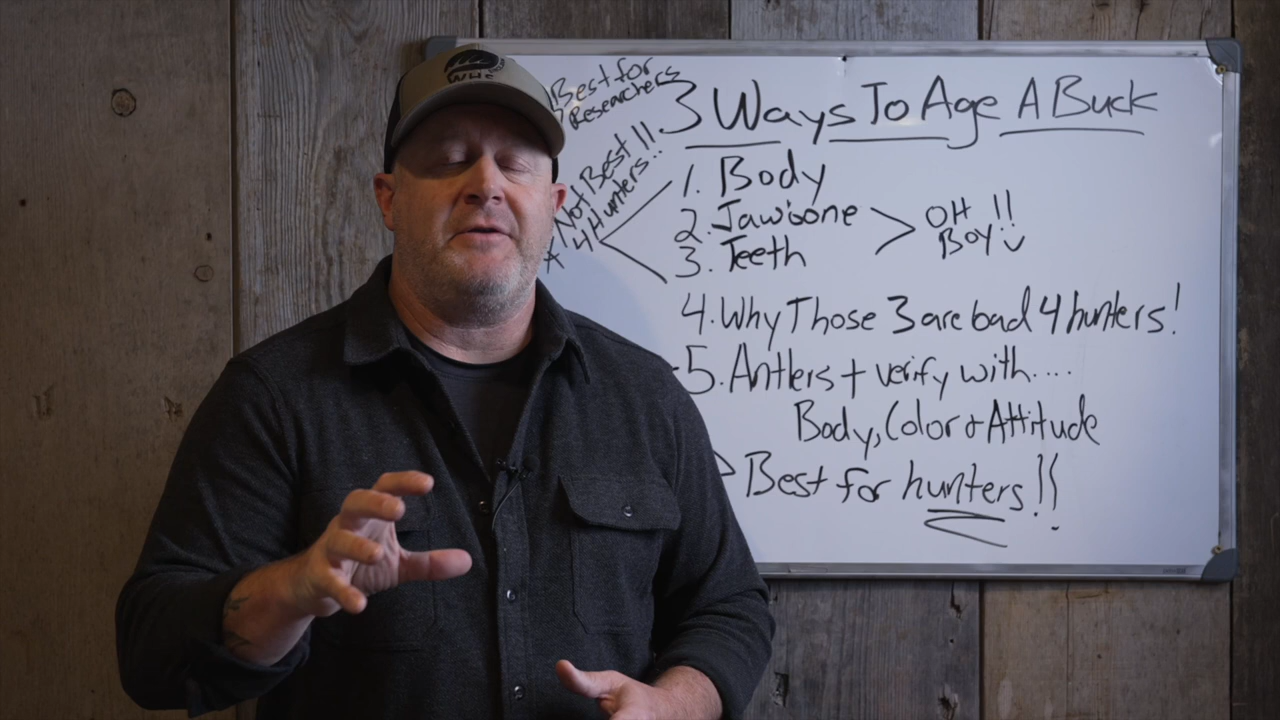 WHS
Best for
Researchers
3 Ways To Age A Buck
Not Best !!
4 Hunters!!
1. Body
2. Jawbone
3. Teeth
OH !!
BOY
4. Why Those 3 are bad 4 hunters!
5. Antlers + verify with....
Body, Color + Attitude
Best for hunters!!